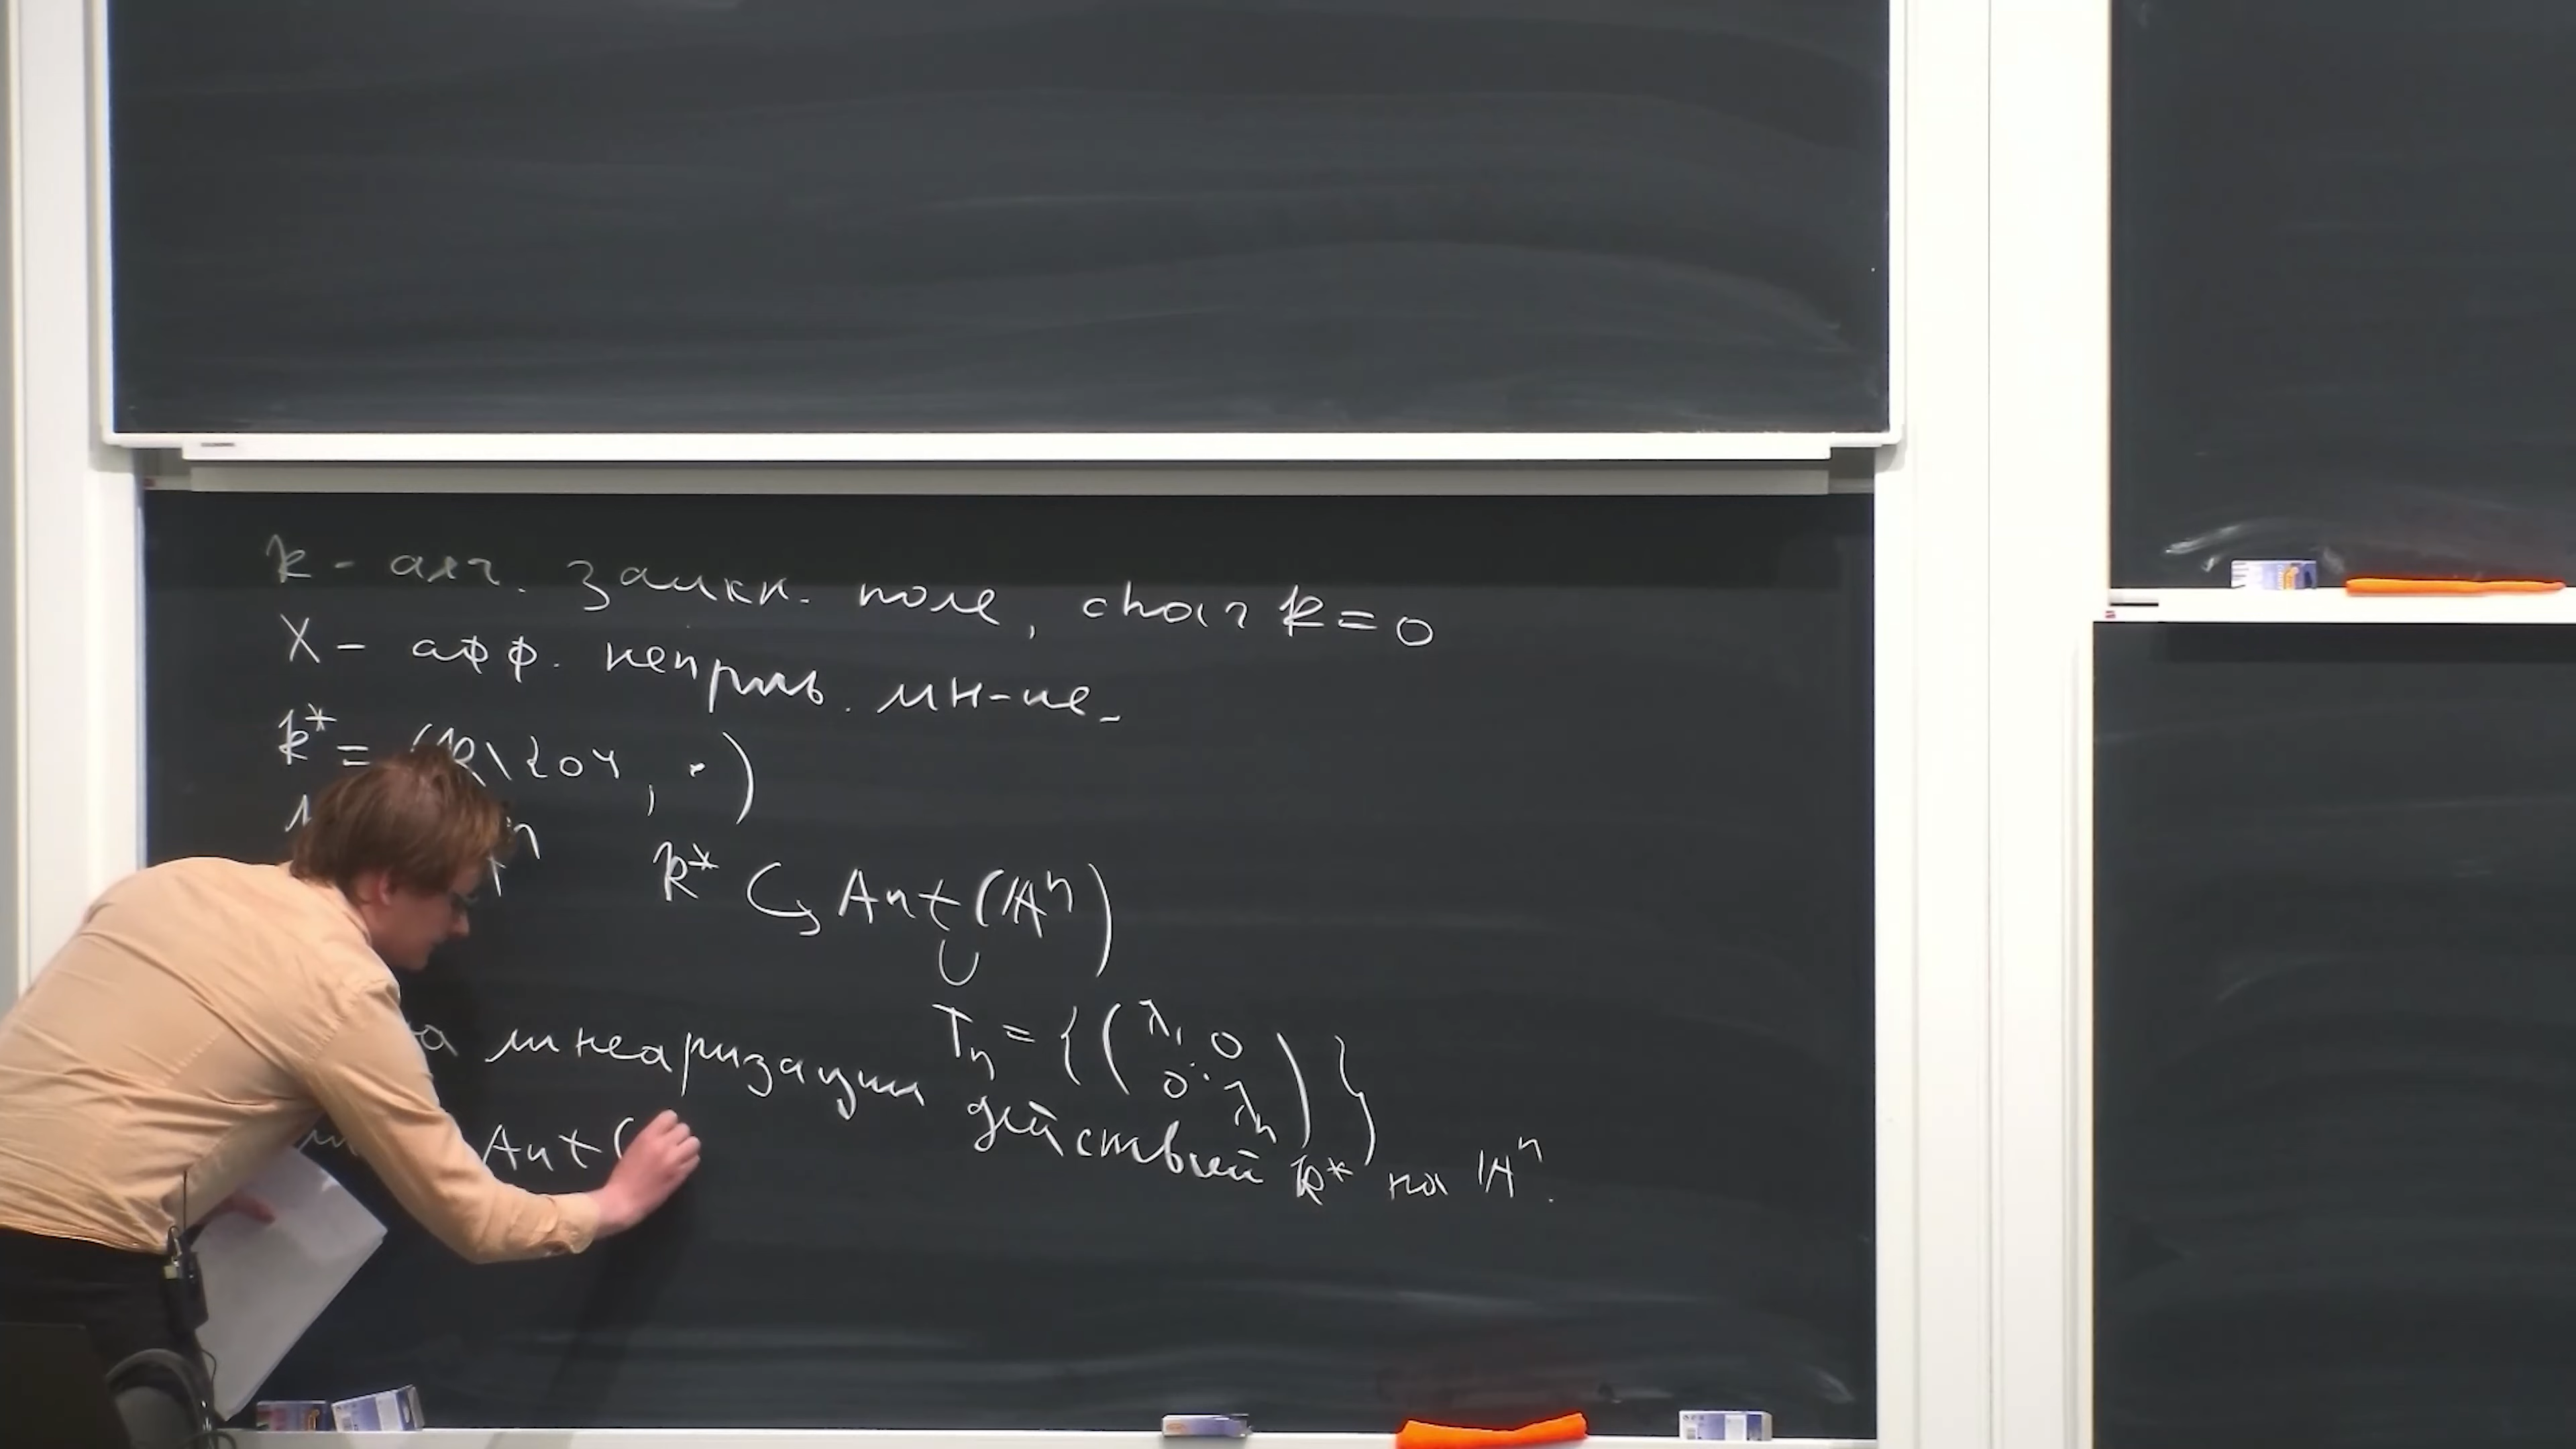 k - алг. замкн. поле, char k = 0
X - афф. неприв. мн-ие.
k* = (k\{0}, ·)
n k* ↪ Aut(𝔸ⁿ)
∪
Tₙ = {(λ₁ 0 0 ⋱ λₙ)}
линеаризации действий k* на 𝔸ⁿ.
Aut(